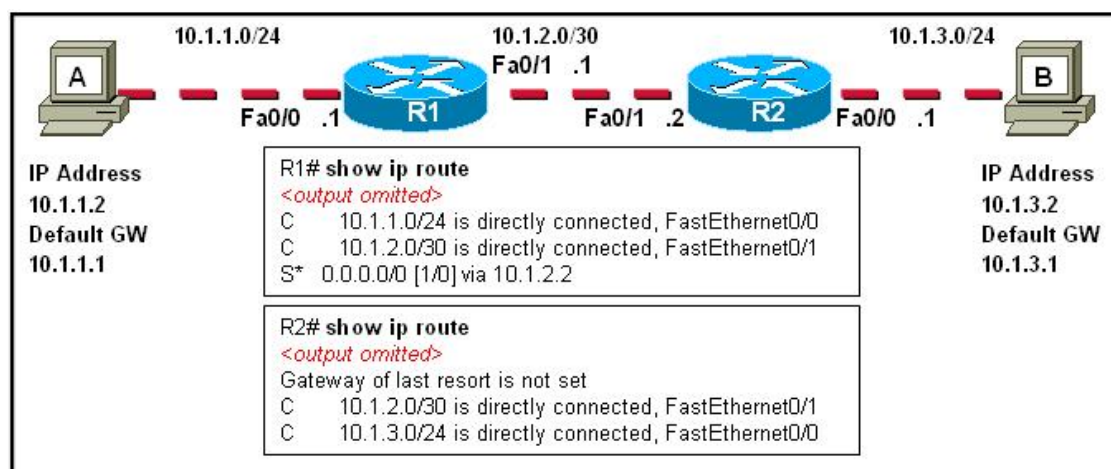 10.1.1.0/24
10.1.2.0/30
10.1.3.0/24
A
Fa0/0 .1
R1
Fa0/1 .1
Fa0/1 .2
R2
Fa0/0 .1
B
IP Address
10.1.1.2
Default GW
10.1.1.1
R1# show ip route
<output omitted>
C 10.1.1.0/24 is directly connected, FastEthernet0/0
C 10.1.2.0/30 is directly connected, FastEthernet0/1
S* 0.0.0.0/0 [1/0] via 10.1.2.2
R2# show ip route
<output omitted>
Gateway of last resort is not set
C 10.1.2.0/30 is directly connected, FastEthernet0/1
C 10.1.3.0/24 is directly connected, FastEthernet0/0
IP Address
10.1.3.2
Default GW
10.1.3.1